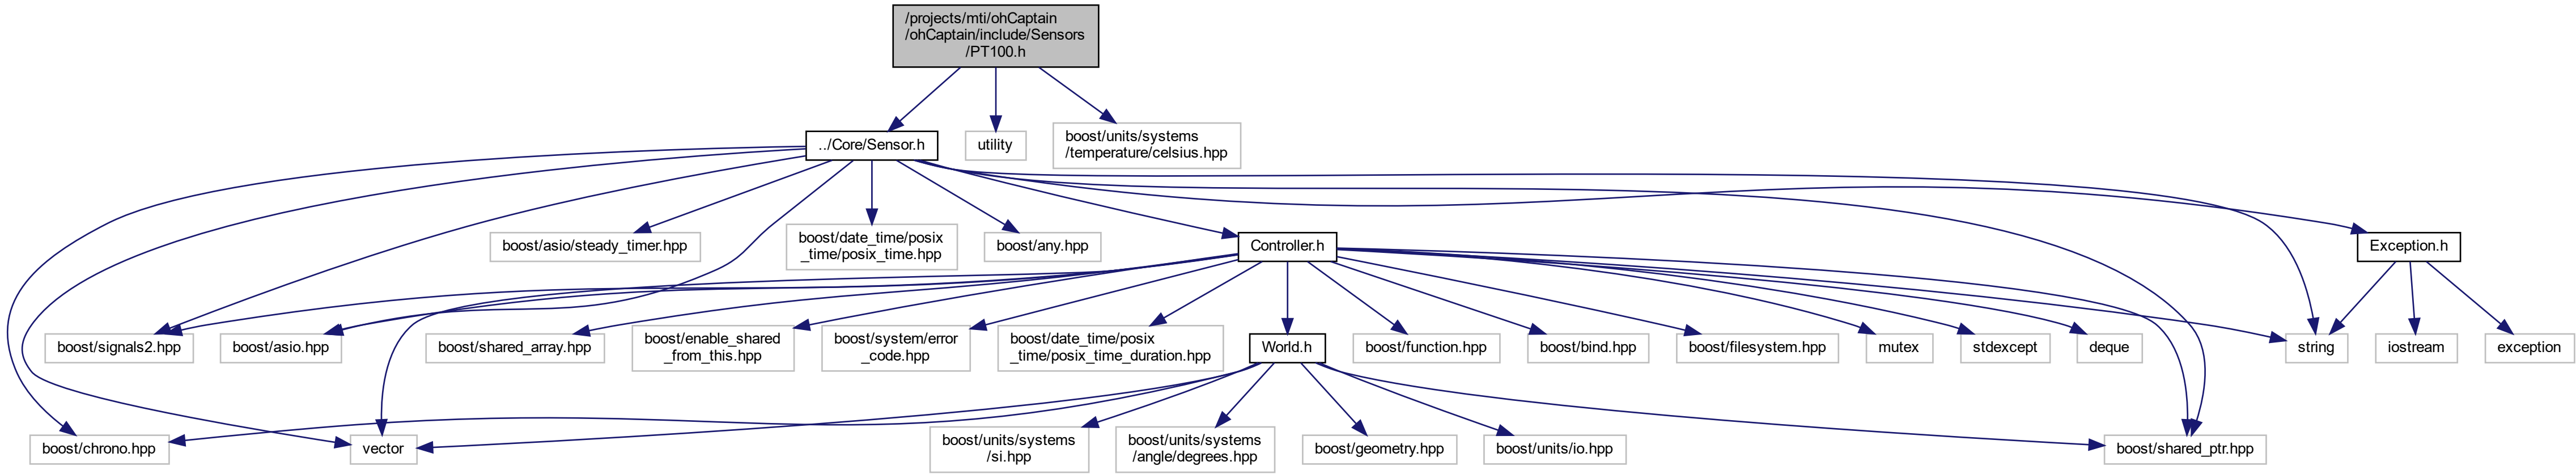 /projects/mti/ohCaptain
/ohCaptain/include/Sensors
/PT100.h
../Core/Sensor.h
utility
boost/units/systems
/temperature/celsius.hpp
boost/asio/steady_timer.hpp
boost/date_time/posix
_time/posix_time.hpp
boost/any.hpp
Controller.h
Exception.h
boost/signals2.hpp
boost/asio.hpp
boost/shared_array.hpp
boost/enable_shared
_from_this.hpp
boost/system/error
_code.hpp
boost/date_time/posix
_time/posix_time_duration.hpp
World.h
boost/function.hpp
boost/bind.hpp
boost/filesystem.hpp
mutex
stdexcept
deque
string
iostream
exception
boost/chrono.hpp
vector
boost/units/systems
/si.hpp
boost/units/systems
/angle/degrees.hpp
boost/geometry.hpp
boost/units/io.hpp
boost/shared_ptr.hpp